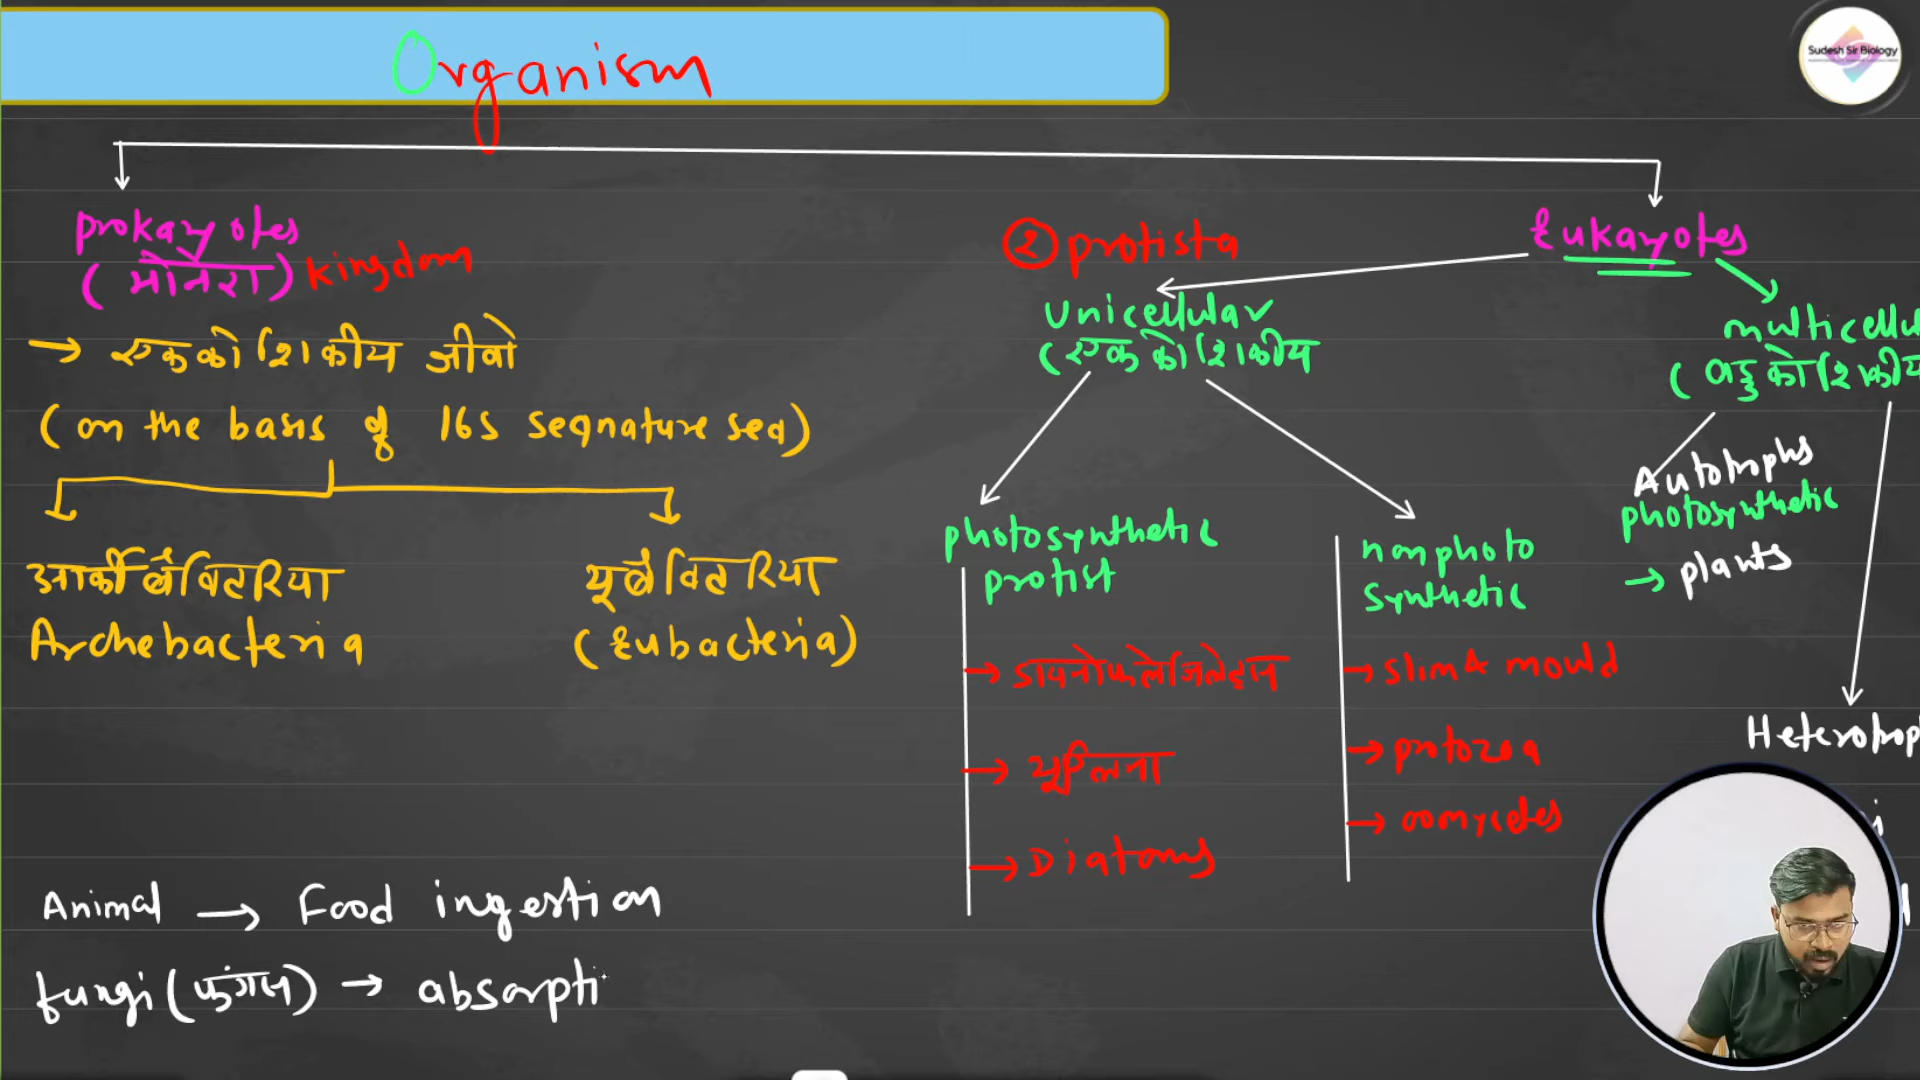 Organism
Sudesh Sir Biology
prokayotes
(मोनेरा) kingdom
→ एककोशिकीय जीवो
(on the basis of 16s seqnature seq)
आर्कीबैक्टिरिया
Archebacteria
यूबैक्टिरिया
(Eubacteria)
Animal → Food ingestion
fungi (फंगस) → absorpti
② protista
Eukayotes
Unicellular
(एककोशिकीय
multicellu
(बहुकोशिकीय
photosynthetic
protist
→ डायनोफ्लेजिलेट्स
→ यूग्लिना
→ Diatoms
nonphoto
synthetic
→ slime mould
→ protozoa
→ oomycetes
Autotrophs
photosynthetic
→ plants
Heterotrop